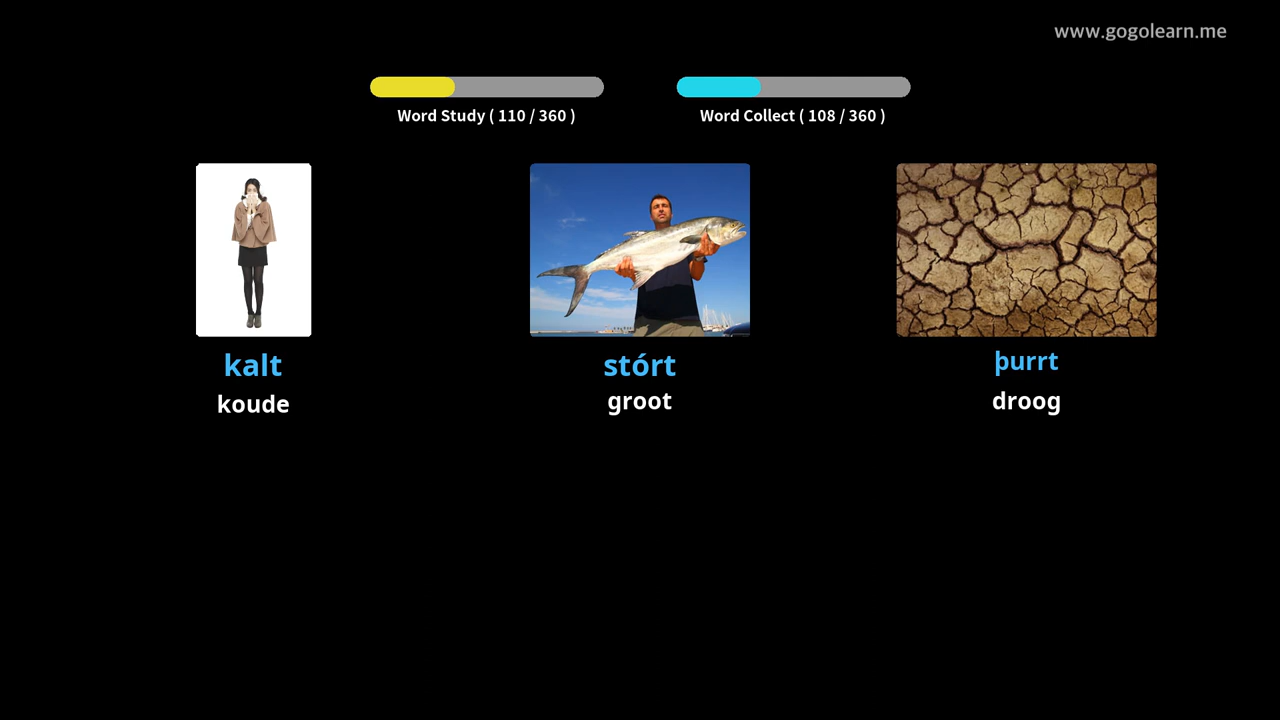 www.gogolearn.me
Word Study ( 110 / 360 )
Word Collect ( 108 / 360 )
kalt
koude
stórt
groot
þurrt
droog